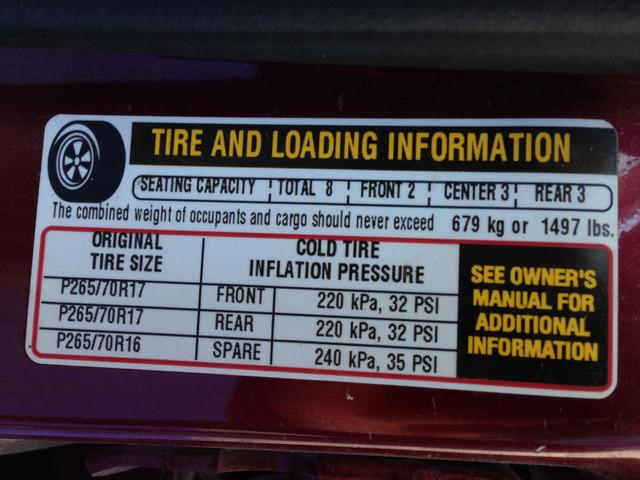 TIRE AND LOADING INFORMATION
SEATING CAPACITY TOTAL 8 FRONT 2 CENTER 3 REAR 3
The combined weight of occupants and cargo should never exceed 679 kg or 1497 lbs.
ORIGINAL TIRE SIZE COLD TIRE INFLATION PRESSURE
P265/70R17 FRONT 220 kPa, 32 PSI
P265/70R17 REAR 220 kPa, 32 PSI
P265/70R16 SPARE 240 kPa, 35 PSI
SEE OWNER'S
MANUAL FOR
ADDITIONAL
INFORMATION